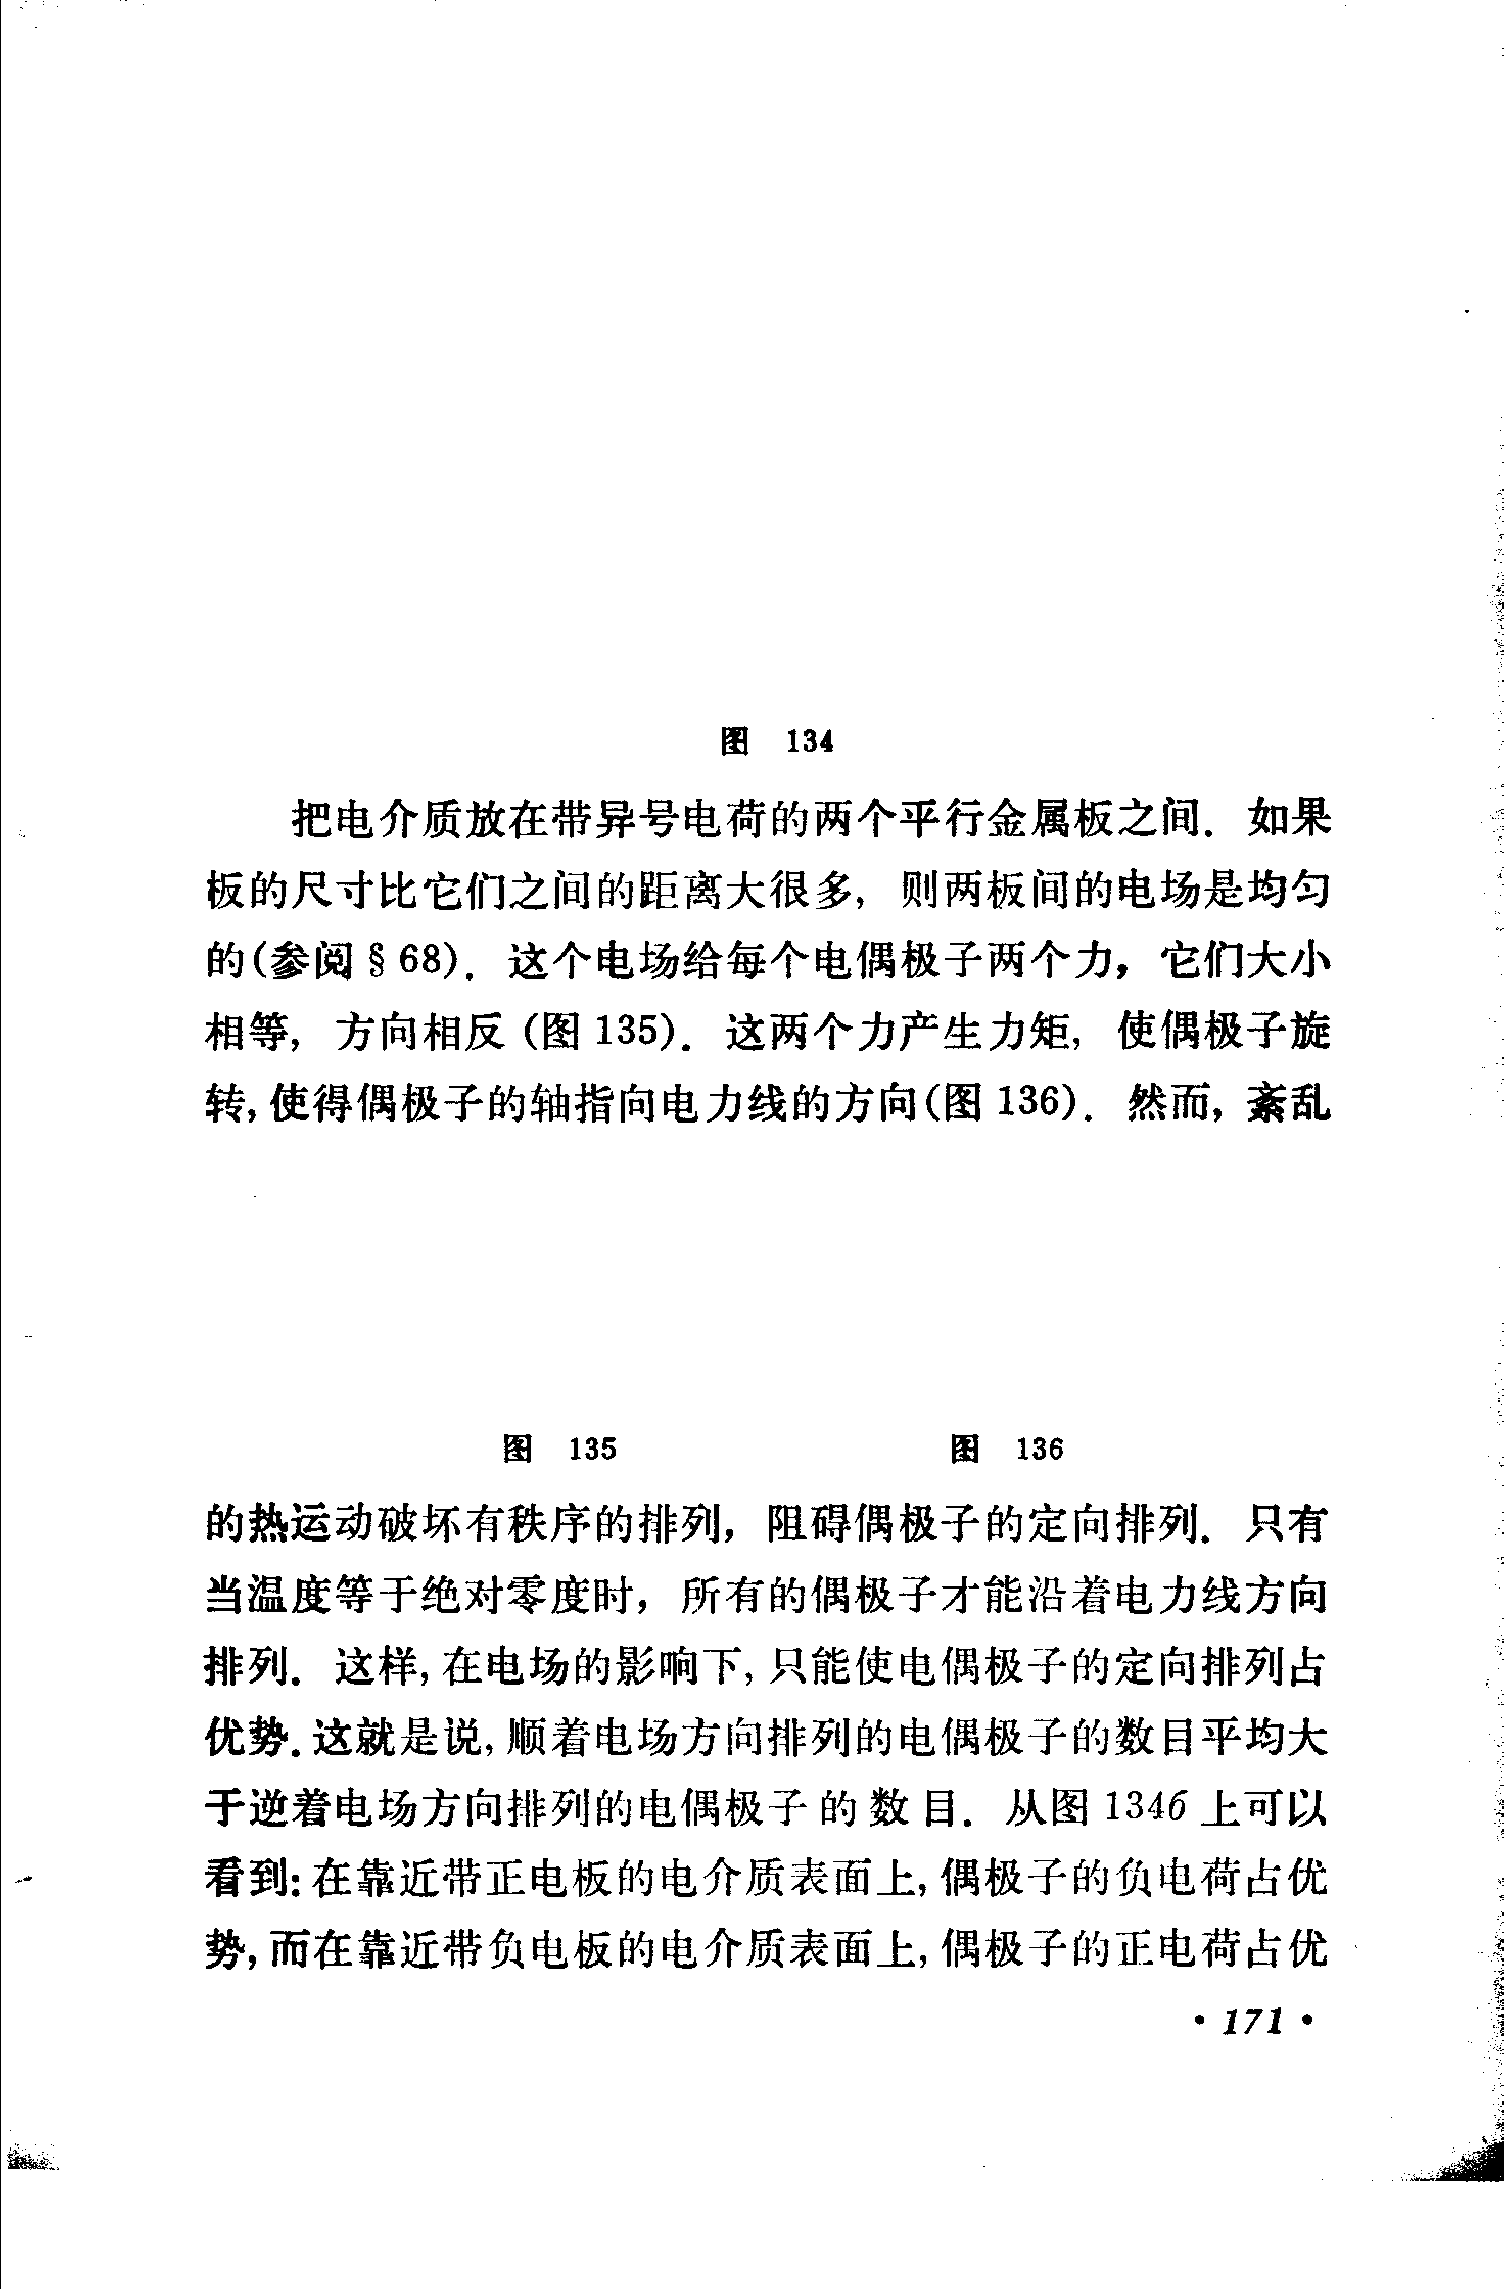 图 134
把电介质放在带异号电荷的两个平行金属板之间．如果
板的尺寸比它们之间的距离大很多，则两板间的电场是均匀
的(参阅§68)．这个电场给每个电偶极子两个力，它们大小
相等，方向相反(图135)．这两个力产生力矩，使偶极子旋
转,使得偶极子的轴指向电力线的方向(图136)．然而，紊乱
图 135
图 136
的热运动破坏有秩序的排列，阻碍偶极子的定向排列．只有
当温度等于绝对零度时，所有的偶极子才能沿着电力线方向
排列．这样,在电场的影响下,只能使电偶极子的定向排列占
优势．这就是说,顺着电场方向排列的电偶极子的数目平均大
于逆着电场方向排列的电偶极子的数目．从图134б上可以
看到:在靠近带正电板的电介质表面上,偶极子的负电荷占优
势,而在靠近带负电板的电介质表面上,偶极子的正电荷占优
·171·